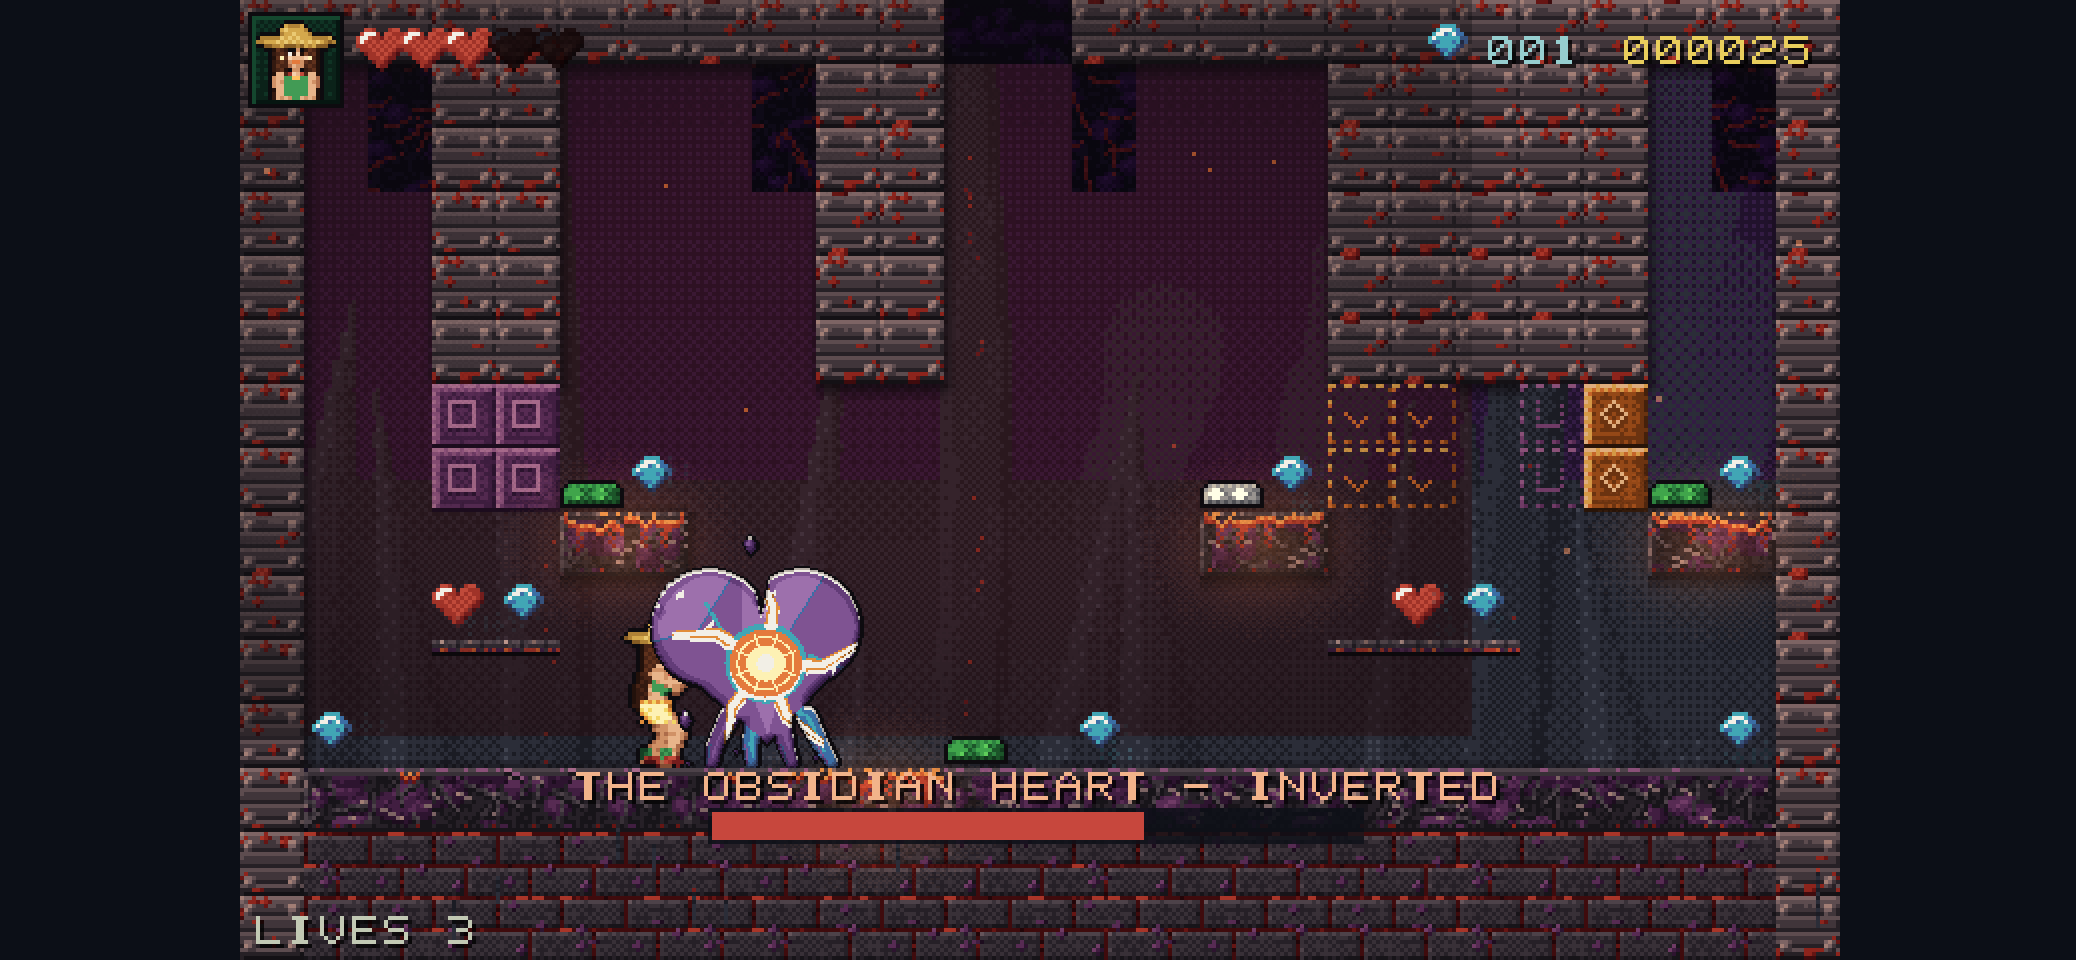 001 000025
THE OBSIDIAN HEART - INVERTED
LIVES 3